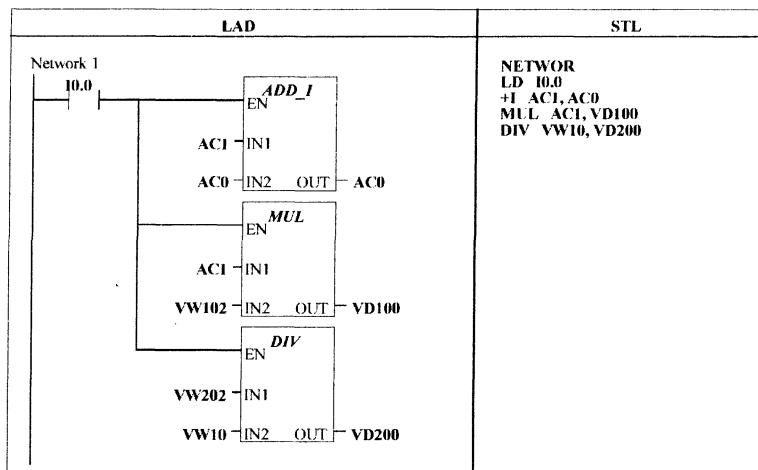 LAD
STL
Network 1
I0.0
ADD_I
EN
AC1 IN1
AC0 IN2 OUT AC0
MUL
EN
AC1 IN1
VW102 IN2 OUT VD100
DIV
EN
VW202 IN1
VW10 IN2 OUT VD200
NETWOR
LD I0.0
+I AC1, AC0
MUL AC1, VD100
DIV VW10, VD200